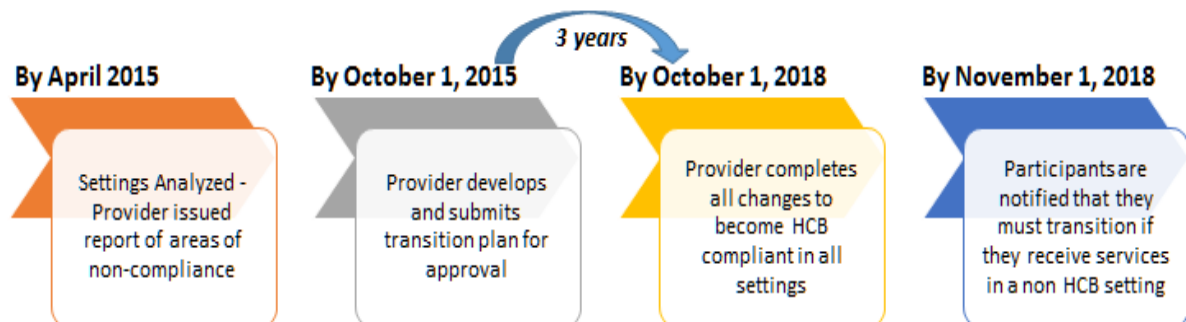 3 years
By April 2015
By October 1, 2015
By October 1, 2018
By November 1, 2018
Settings Analyzed -
Provider issued
report of areas of
non-compliance
Provider develops
and submits
transition plan for
approval
Provider completes
all changes to
become HCB
compliant in all
settings
Participants are
notified that they
must transition if
they receive services
in a non HCB setting